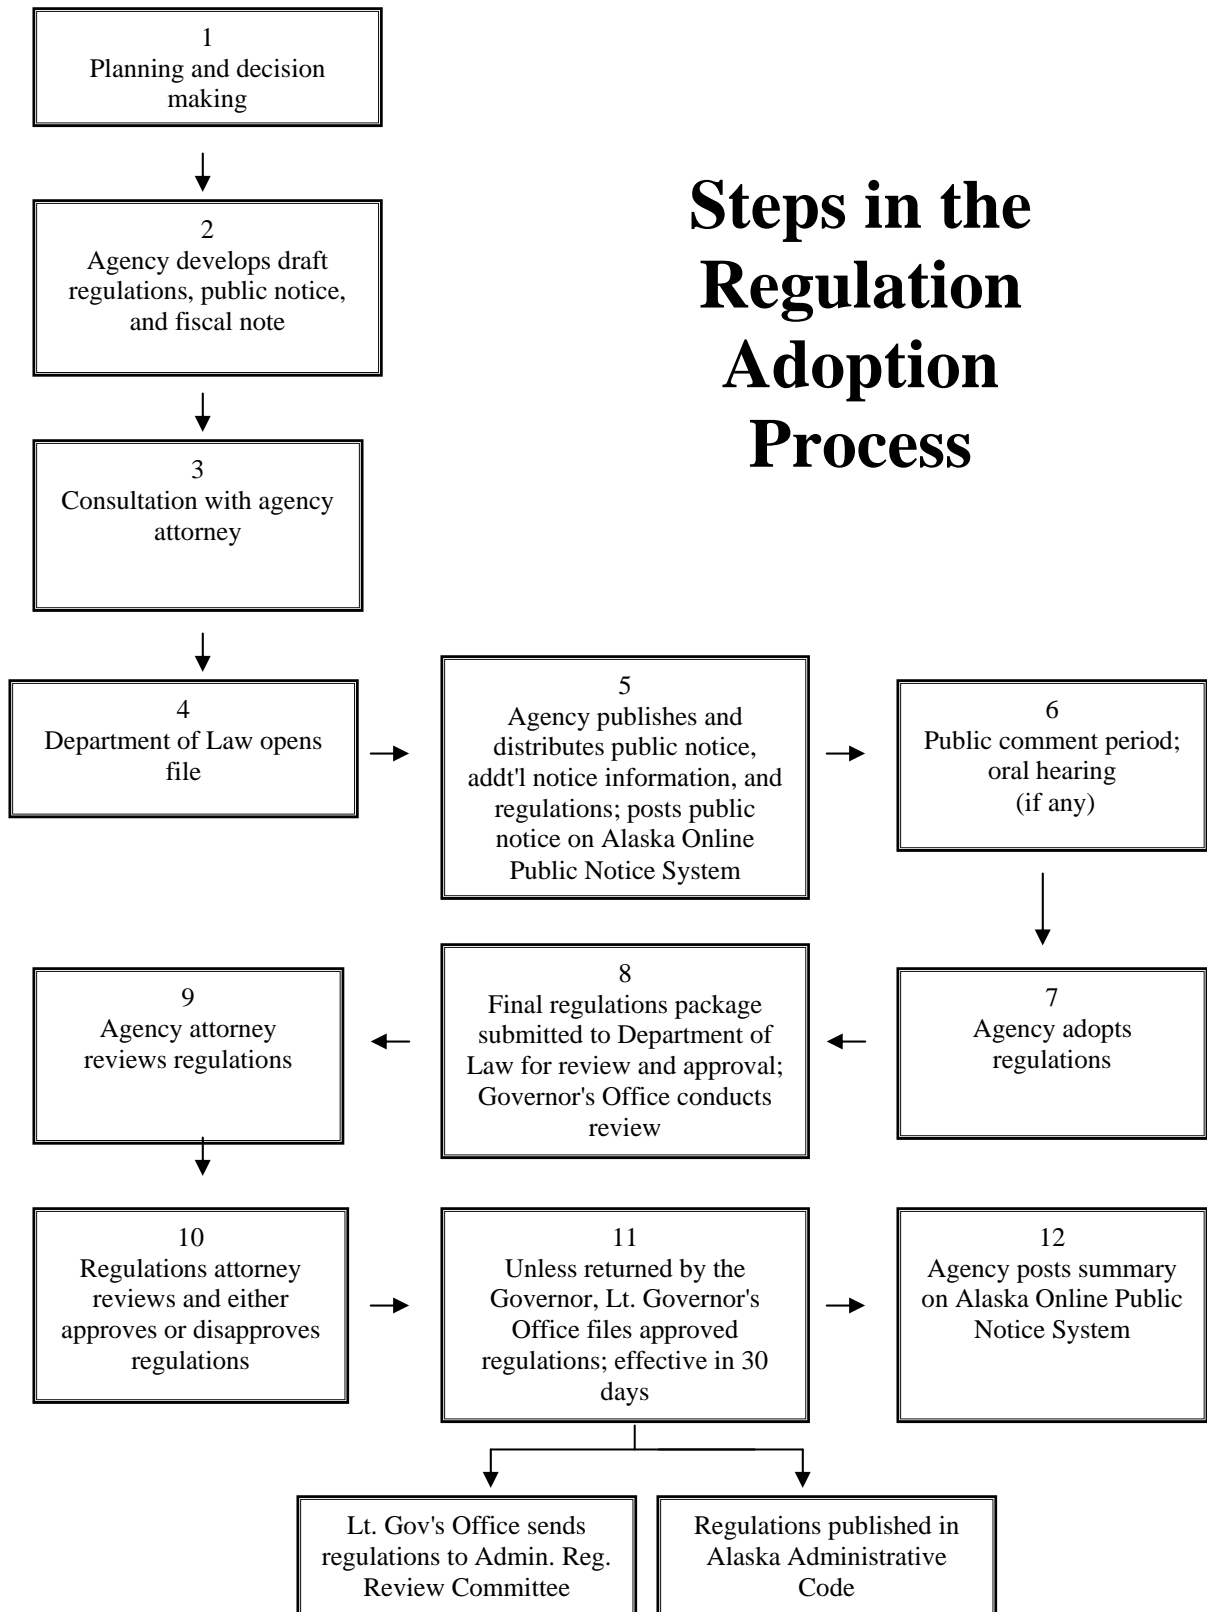 Steps in the
Regulation
Adoption
Process
1
Planning and decision
making
2
Agency develops draft
regulations, public notice,
and fiscal note
3
Consultation with agency
attorney
4
Department of Law opens
file
5
Agency publishes and
distributes public notice,
addt'l notice information, and
regulations; posts public
notice on Alaska Online
Public Notice System
6
Public comment period;
oral hearing
(if any)
7
Agency adopts
regulations
8
Final regulations package
submitted to Department of
Law for review and approval;
Governor's Office conducts
review
9
Agency attorney
reviews regulations
10
Regulations attorney
reviews and either
approves or disapproves
regulations
11
Unless returned by the
Governor, Lt. Governor's
Office files approved
regulations; effective in 30
days
12
Agency posts summary
on Alaska Online Public
Notice System
Lt. Gov's Office sends
regulations to Admin. Reg.
Review Committee
Regulations published in
Alaska Administrative
Code